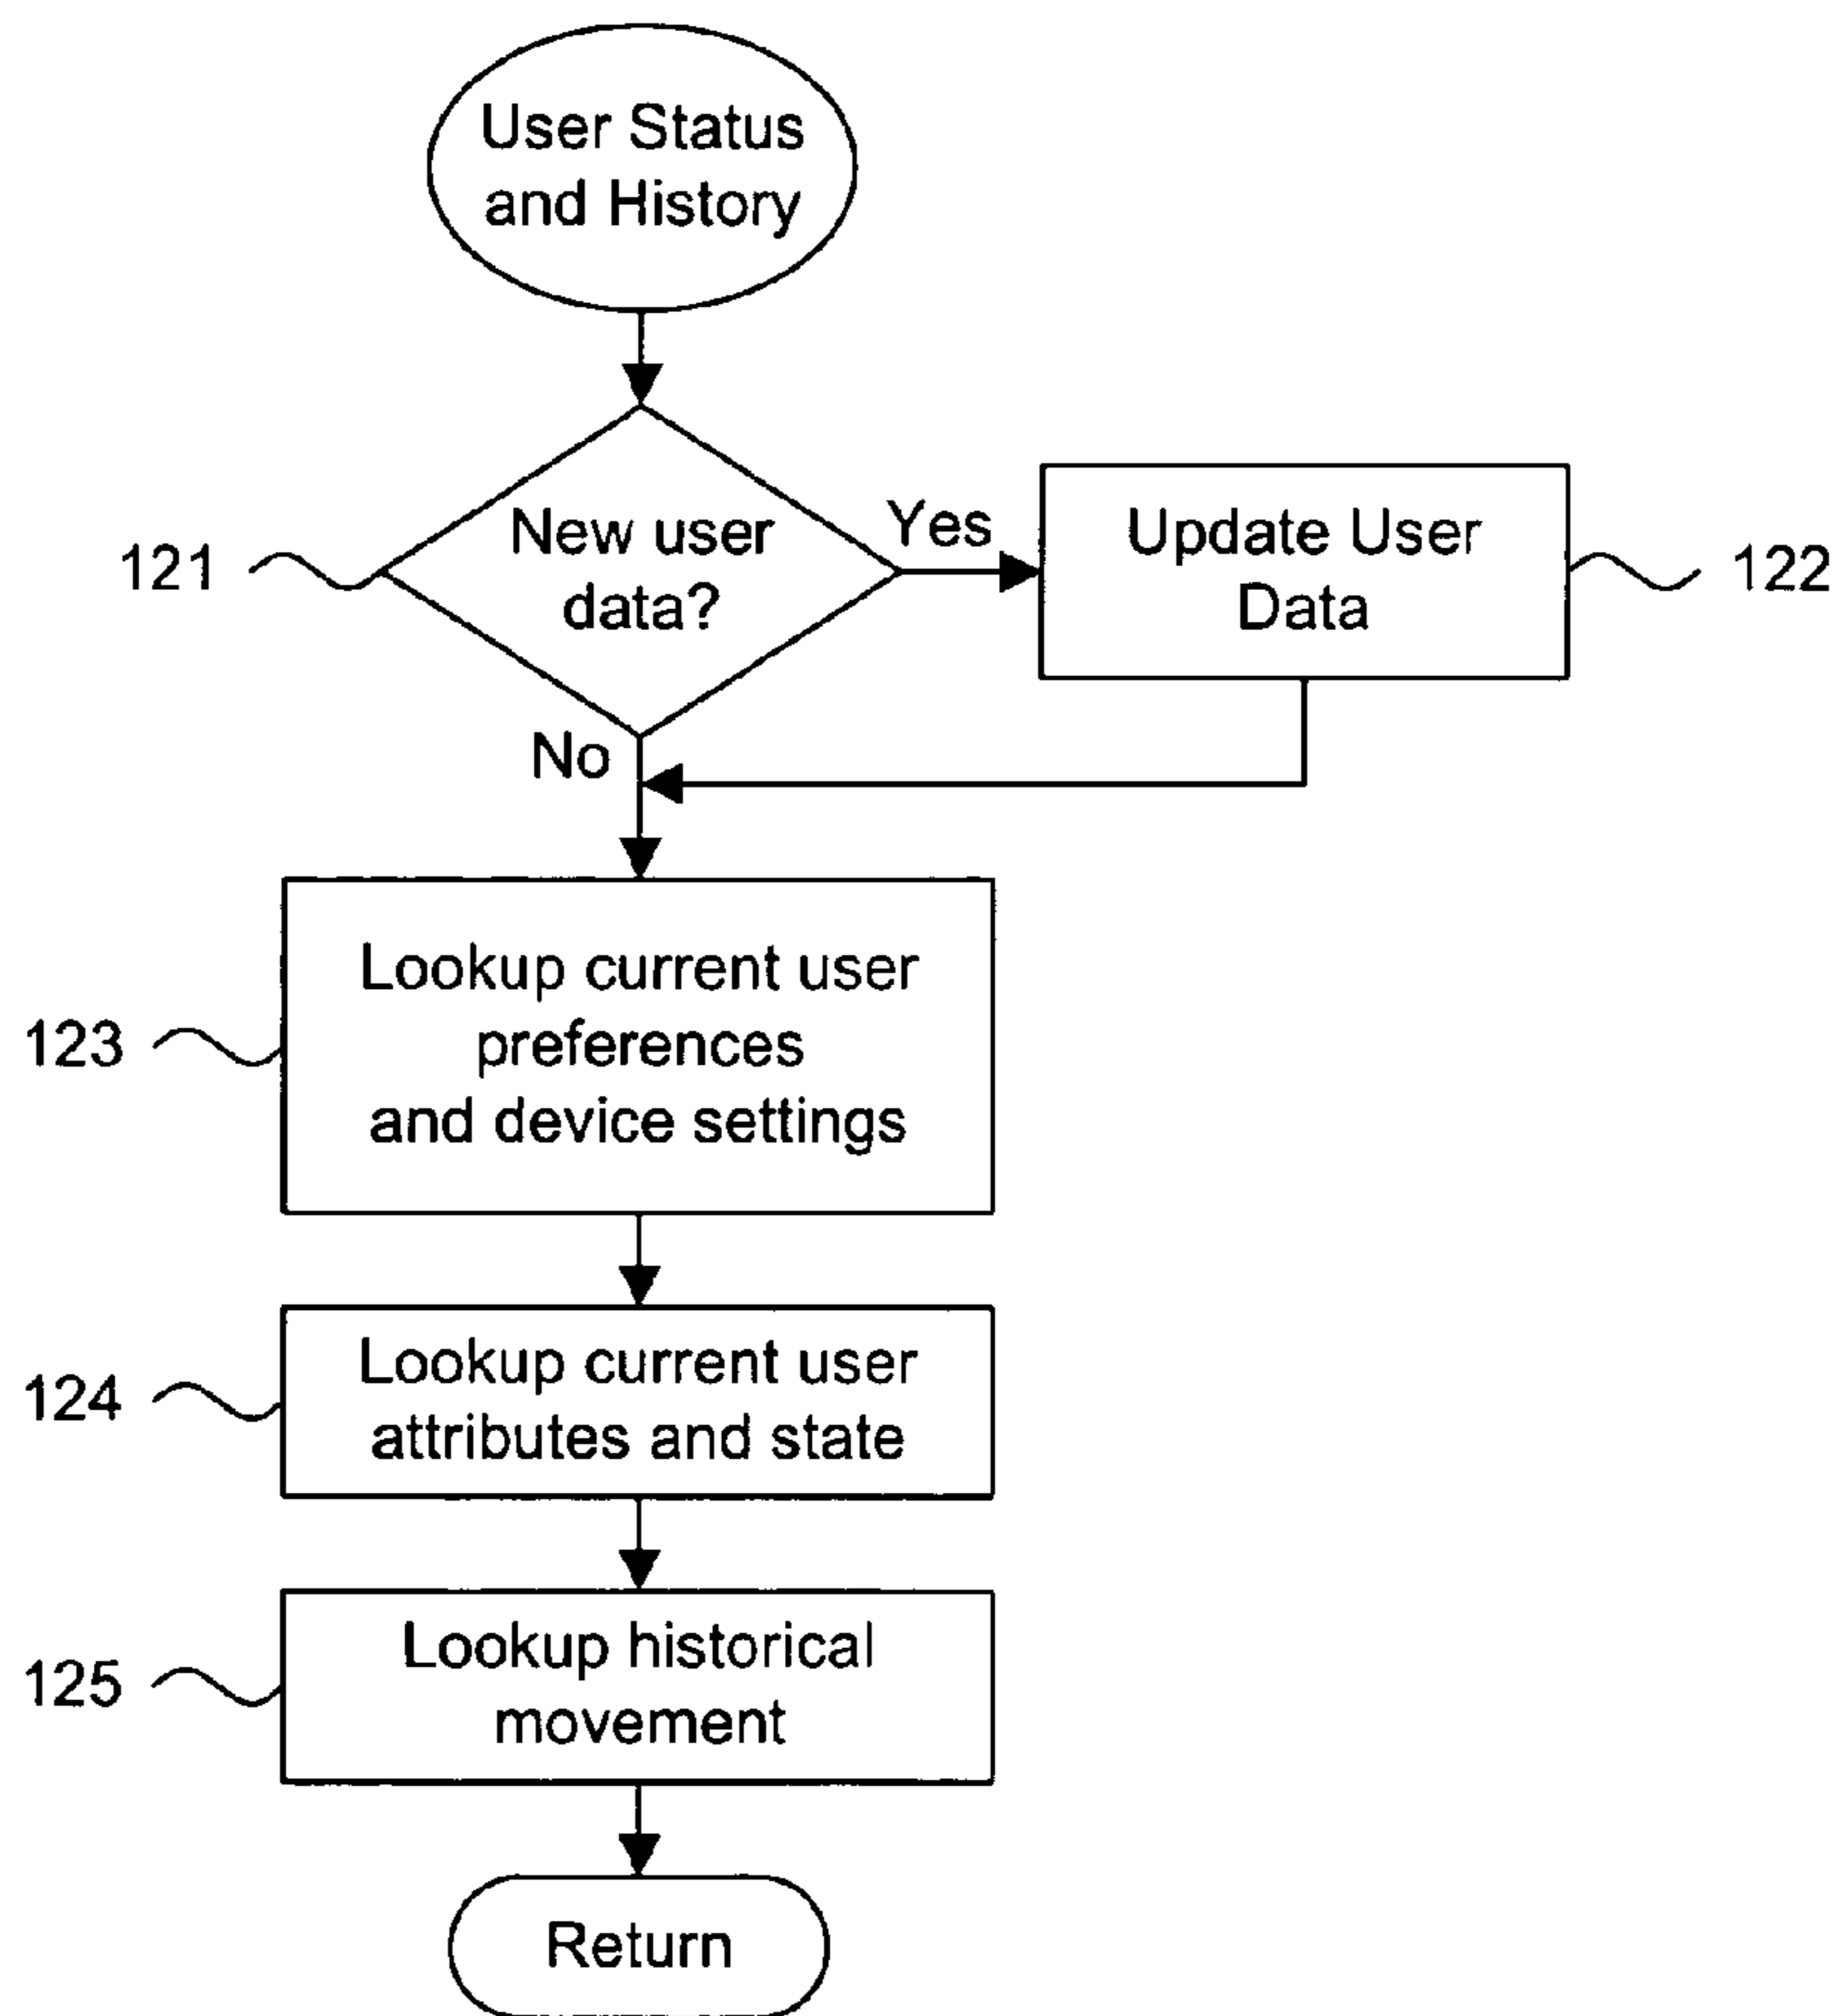 User Status
and History
New user
data?
121
Yes
Update User
Data
122
No
Lookup current user
preferences
and device settings
123
Lookup current user
attributes and state
124
Lookup historical
movement
125
Return